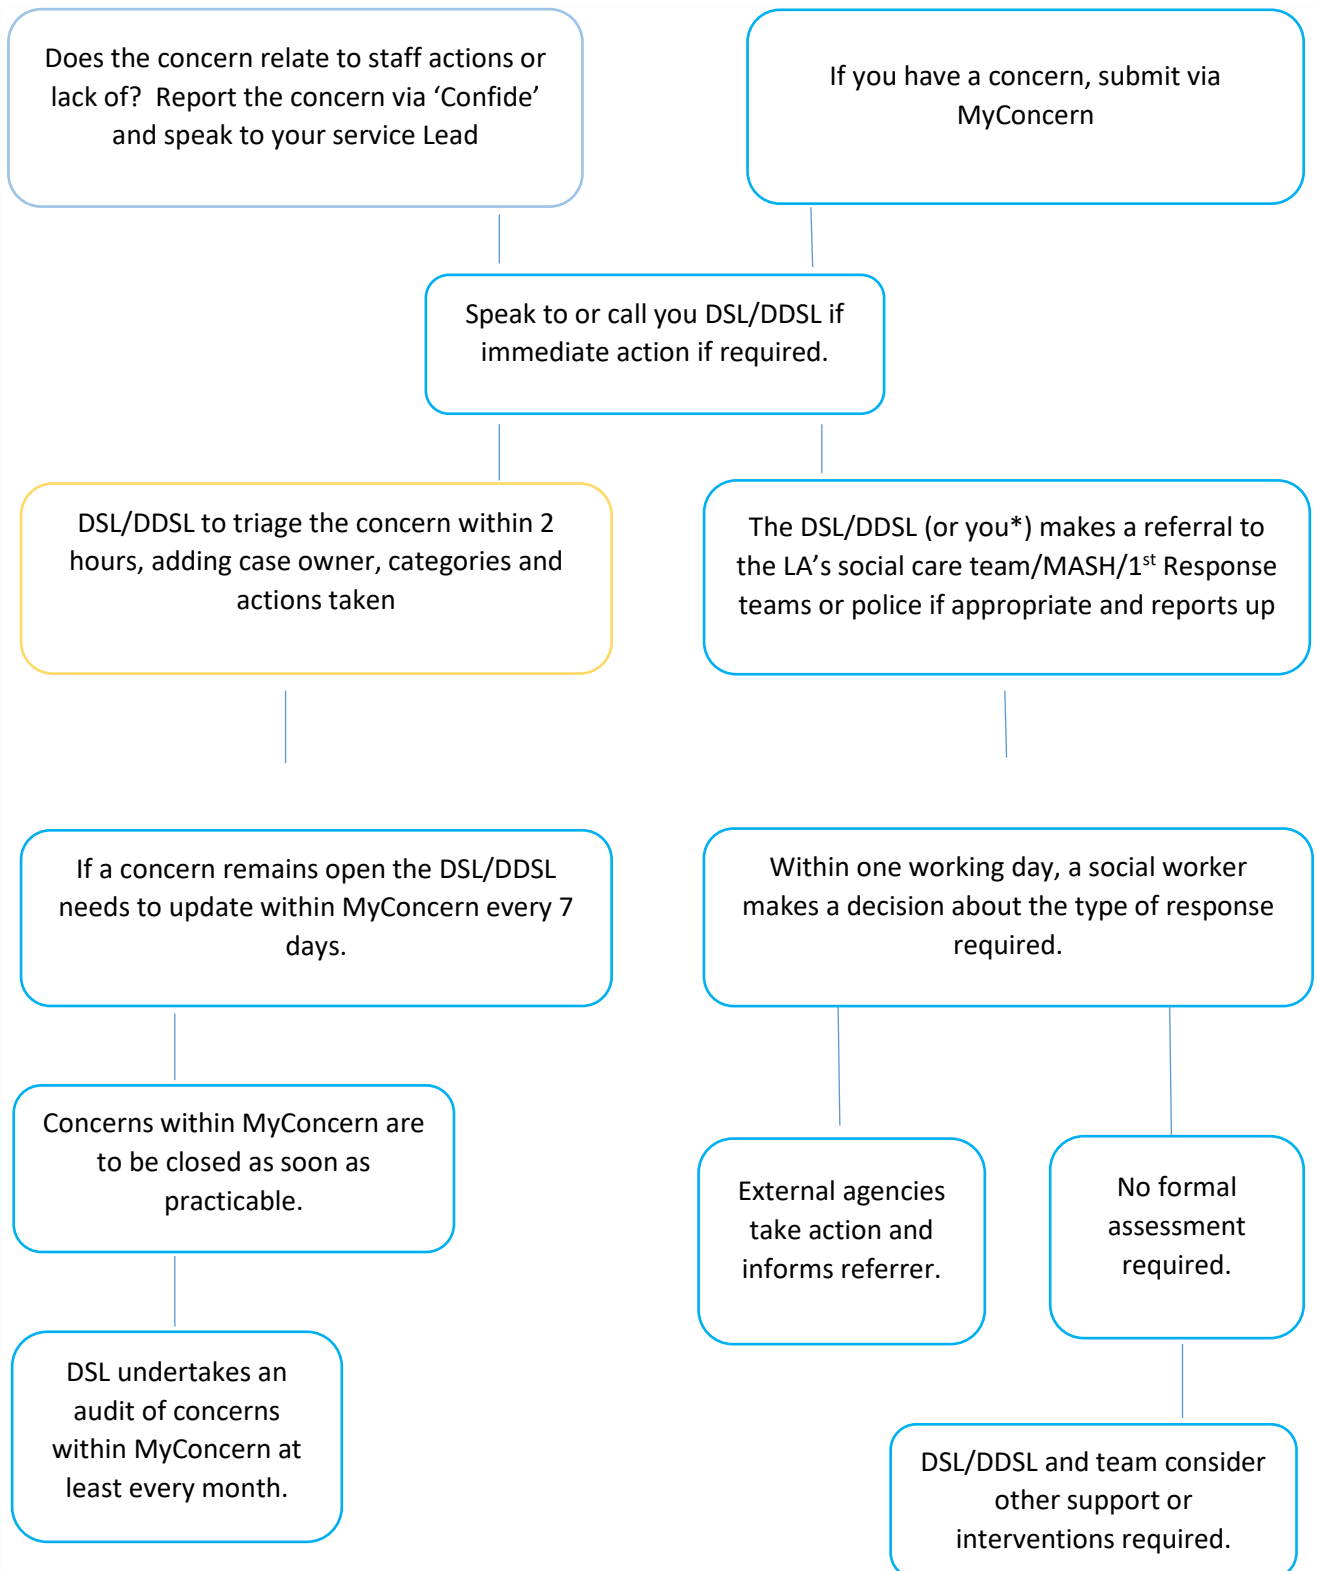 Does the concern relate to staff actions or
lack of?  Report the concern via ‘Confide’
and speak to your service Lead
If you have a concern, submit via
MyConcern
Speak to or call you DSL/DDSL if
immediate action if required.
DSL/DDSL to triage the concern within 2
hours, adding case owner, categories and
actions taken
The DSL/DDSL (or you*) makes a referral to
the LA’s social care team/MASH/1st Response
teams or police if appropriate and reports up
If a concern remains open the DSL/DDSL
needs to update within MyConcern every 7
days.
Within one working day, a social worker
makes a decision about the type of response
required.
Concerns within MyConcern are
to be closed as soon as
practicable.
External agencies
take action and
informs referrer.
No formal
assessment
required.
DSL undertakes an
audit of concerns
within MyConcern at
least every month.
DSL/DDSL and team consider
other support or
interventions required.